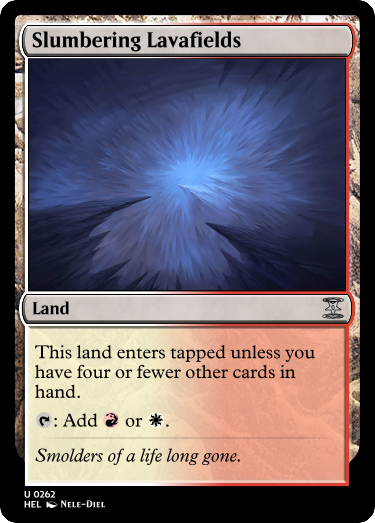 Slumbering Lavafields
Land
This land enters tapped unless you
have four or fewer other cards in
hand.
: Add or .
Smolders of a life long gone.
U 0262
HEL Nele-Diel